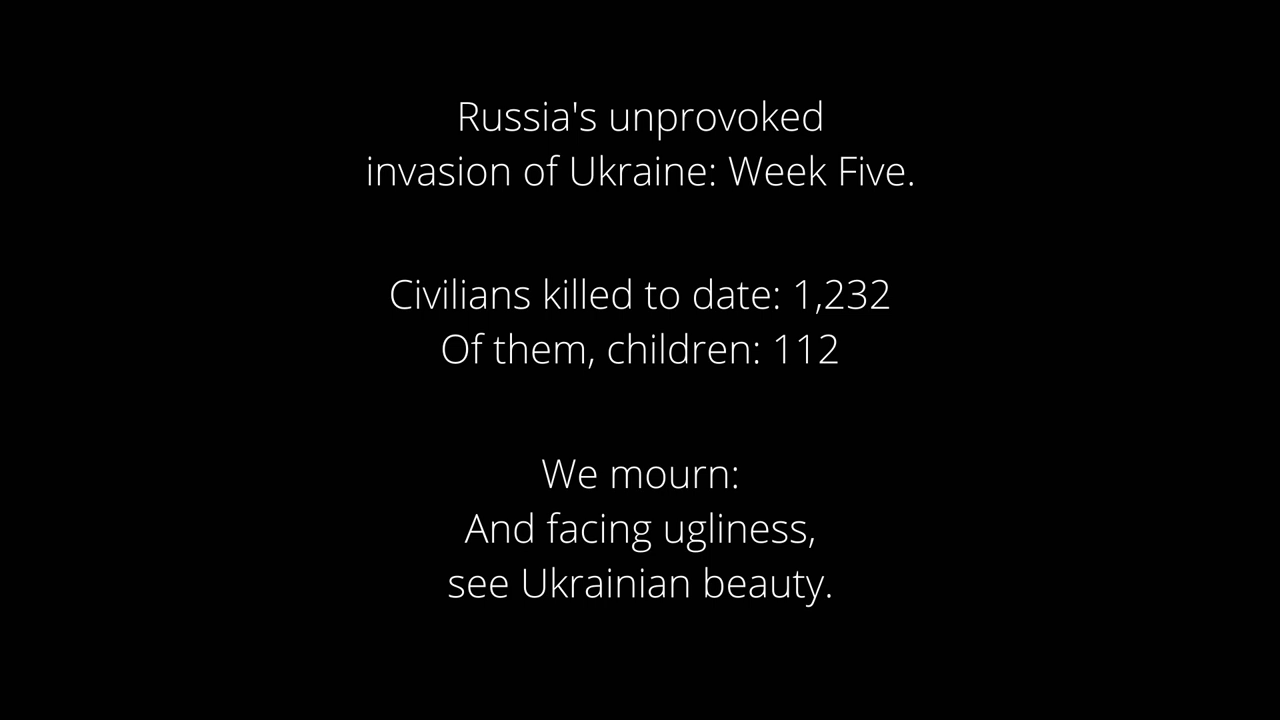 Russia's unprovoked
invasion of Ukraine: Week Five.
Civilians killed to date: 1,232
Of them, children: 112
We mourn:
And facing ugliness,
see Ukrainian beauty.